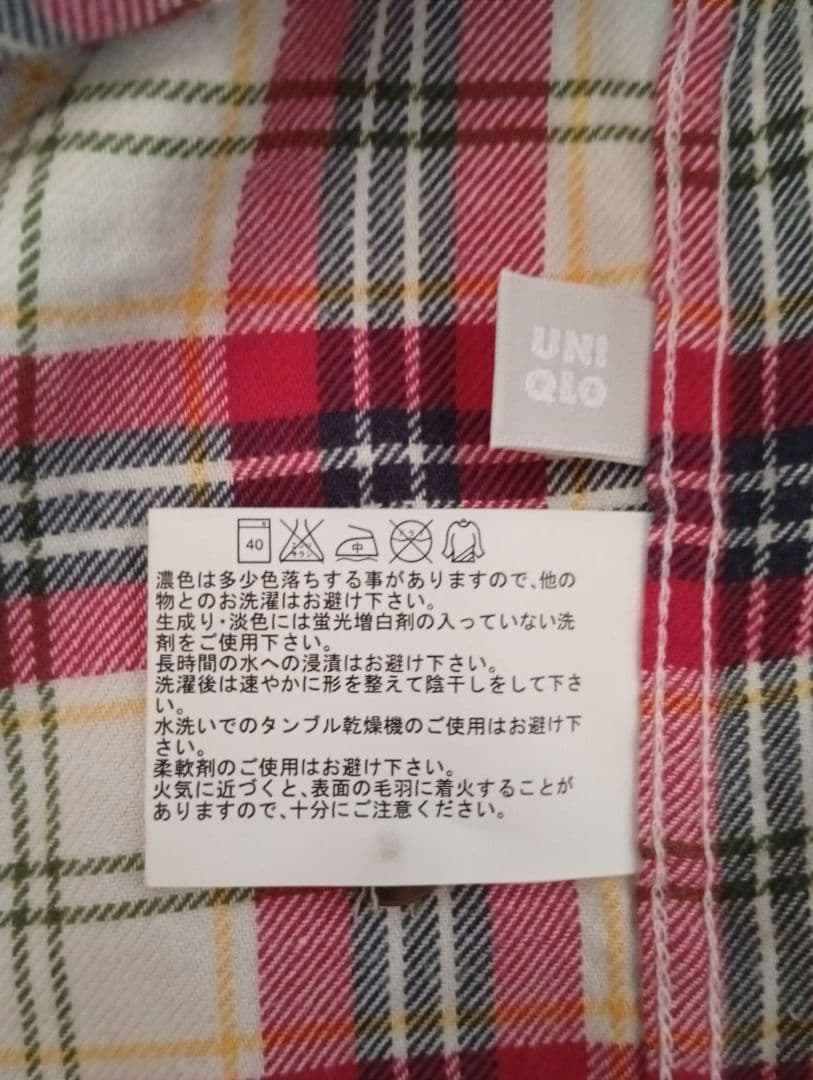 UNI
QLO
40 エンソサラシ 中 ドライ
濃色は多少色落ちする事がありますので、他の
物とのお洗濯はお避け下さい。
生成り・淡色には蛍光増白剤の入っていない洗
剤をご使用下さい。
長時間の水への浸漬はお避け下さい。
洗濯後は速やかに形を整えて陰干しをして下さ
い。
水洗いでのタンブル乾燥機のご使用はお避け下
さい。
柔軟剤のご使用はお避け下さい。
火気に近づくと、表面の毛羽に着火することが
ありますので、十分にご注意ください。